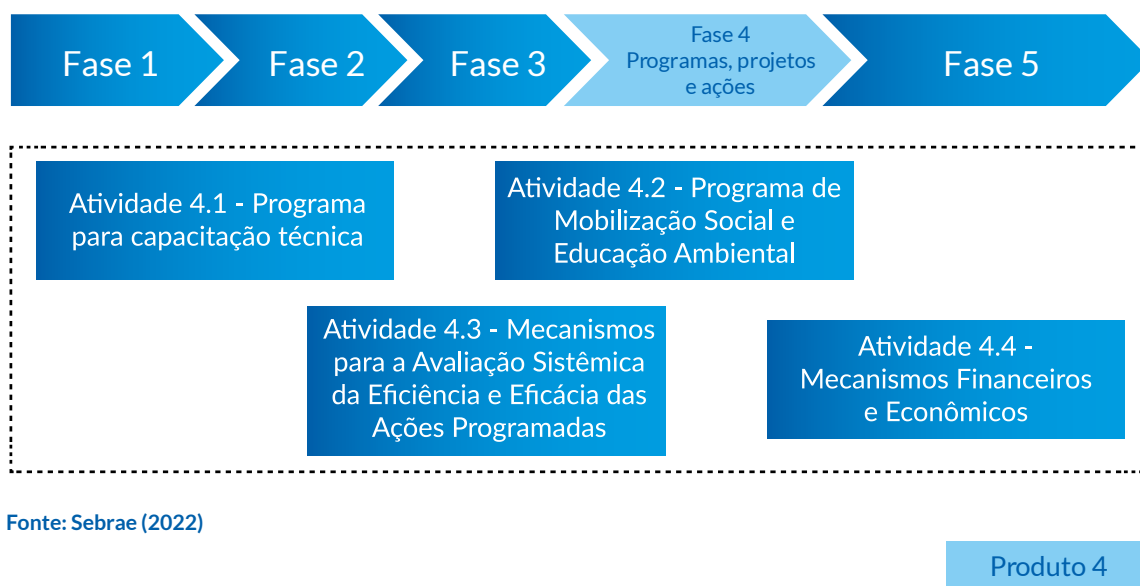 Fase 1
Fase 2
Fase 3
Fase 4
Programas, projetos
e ações
Fase 5
Atividade 4.1 - Programa
para capacitação técnica
Atividade 4.2 - Programa de
Mobilização Social e
Educação Ambiental
Atividade 4.3 - Mecanismos
para a Avaliação Sistêmica
da Eficiência e Eficácia das
Ações Programadas
Atividade 4.4 -
Mecanismos Financeiros
e Econômicos
Fonte: Sebrae (2022)
Produto 4